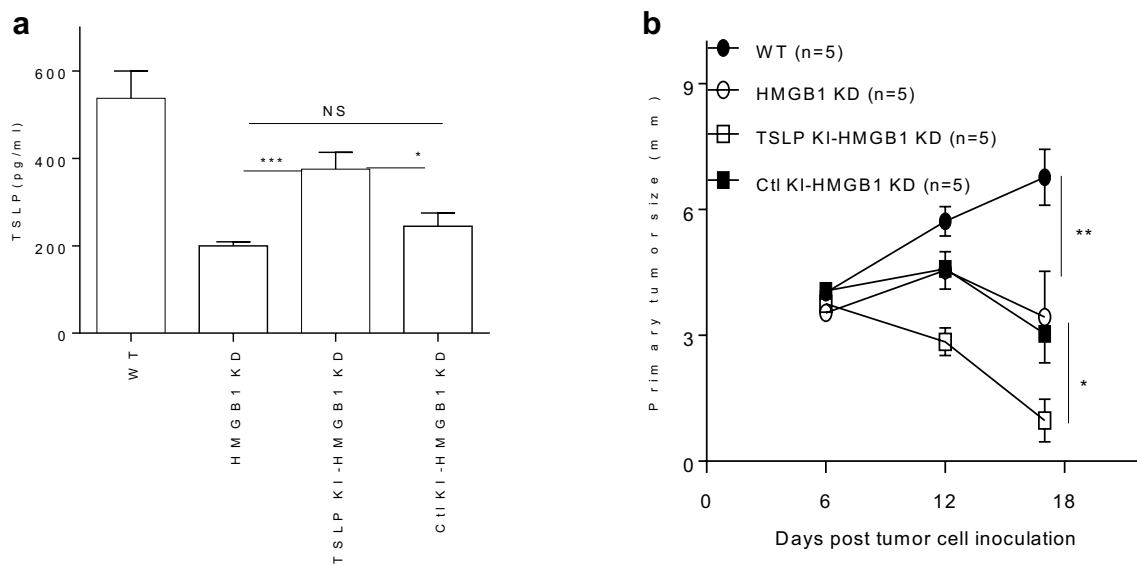 a
TSLP(pg/ml)
600
400
200
0
NS
***
*
WT
HMGB1 KD
TSLP KI-HMGB1 KD
Ctl KI-HMGB1 KD
b
WT (n=5)
HMGB1 KD (n=5)
TSLP KI-HMGB1 KD (n=5)
Ctl KI-HMGB1 KD (n=5)
Primary tumor size (mm)
9
6
3
0
**
*
0 6 12 18
Days post tumor cell inoculation